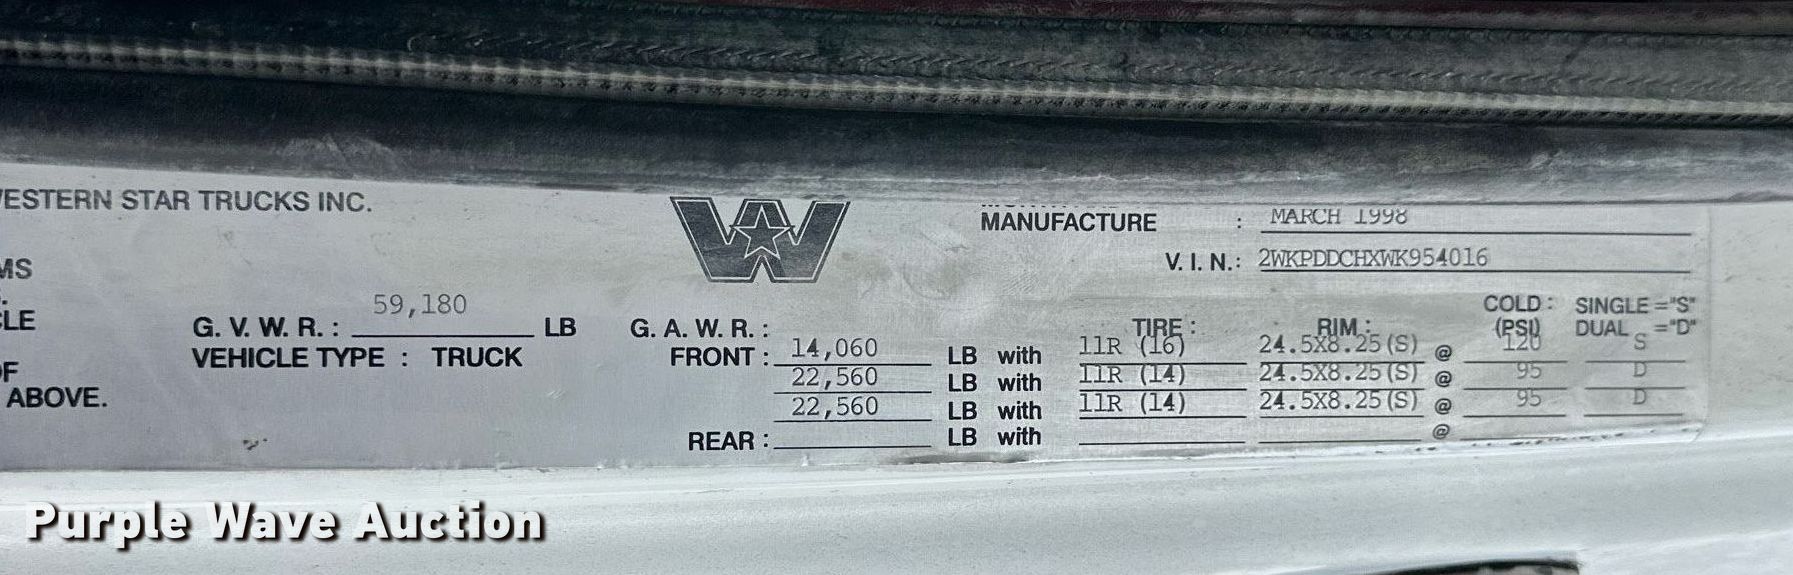 WESTERN STAR TRUCKS INC.
MANUFACTURE : MARCH 1998
V. I. N.: 2WKPDDCHXWK954016
MS
CLE
OF
ABOVE.
G. V. W. R. : 59,180 LB
VEHICLE TYPE : TRUCK
G. A. W. R. : TIRE : RIM : COLD : (PSI) SINGLE ="S" DUAL ="D"
FRONT : 14,060 LB with 11R (16) 24.5X8.25(S) @ 120 S
22,560 LB with 11R (14) 24.5X8.25(S) @ 95 D
22,560 LB with 11R (14) 24.5X8.25(S) @ 95 D
REAR : LB with @
Purple Wave Auction